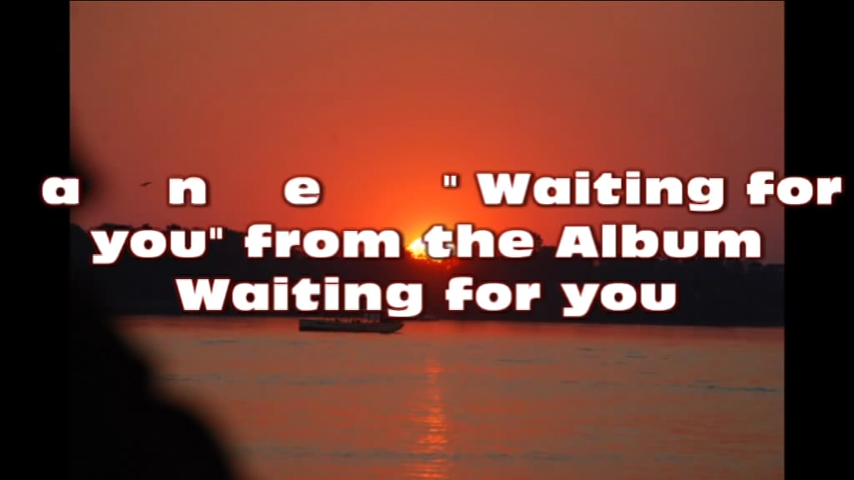 a n e " Waiting for
you" from the Album
Waiting for you